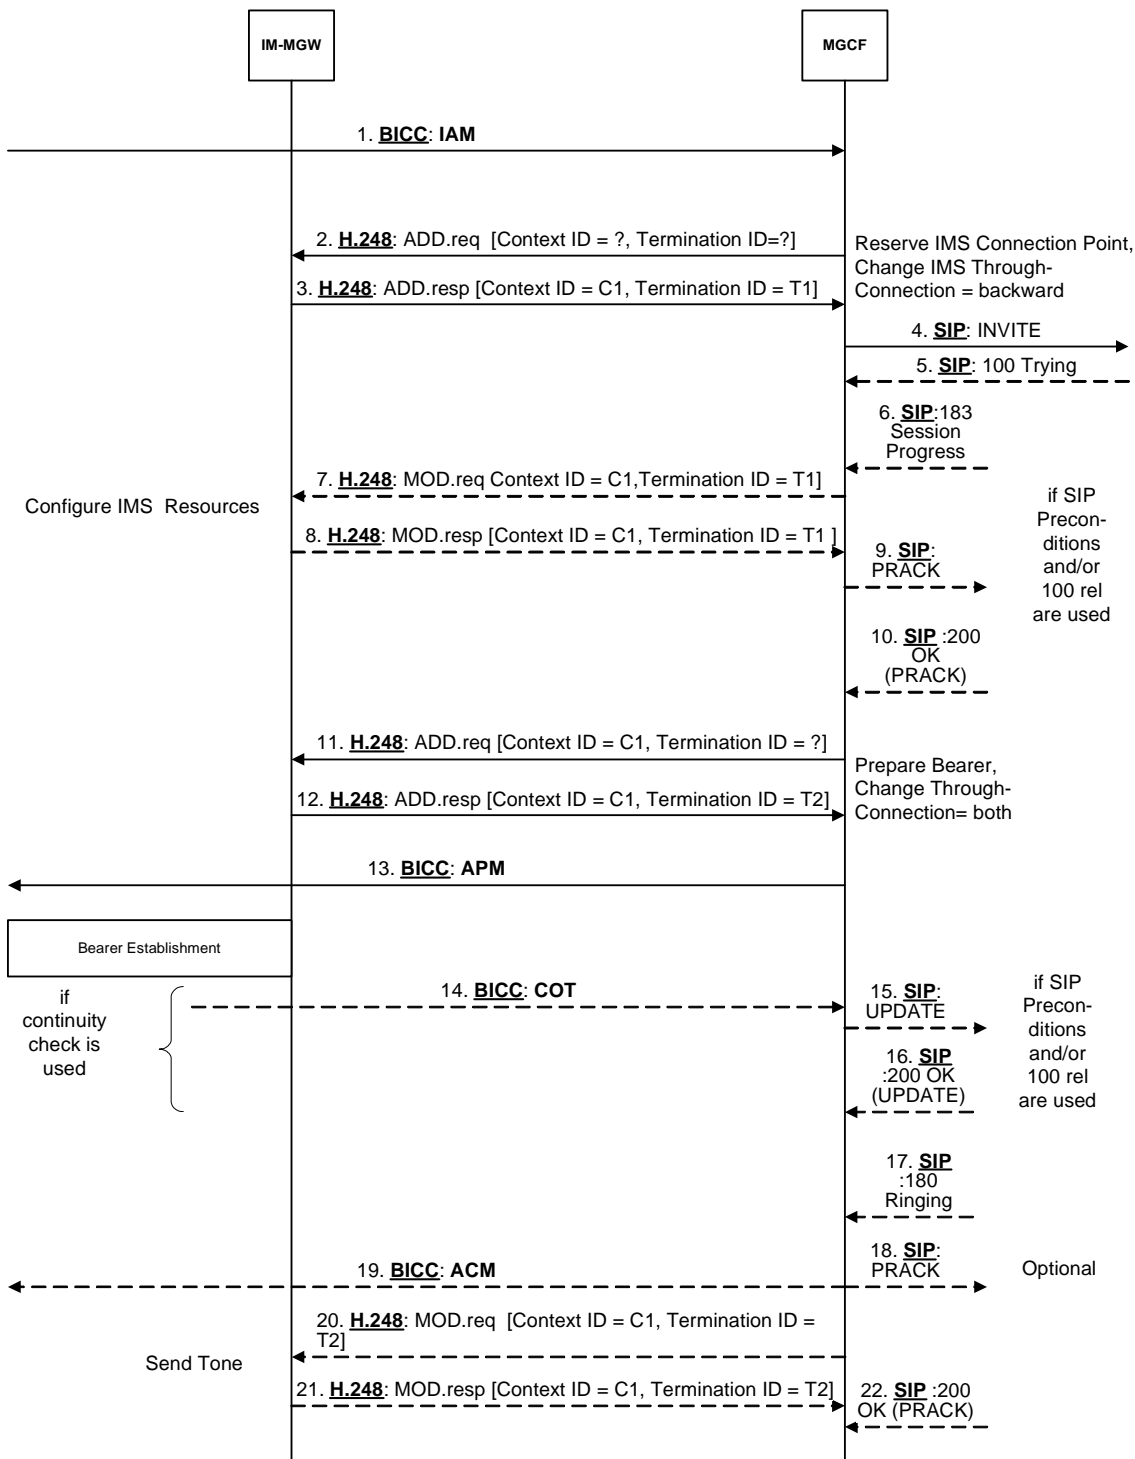 IM-MGW
MGCF
1. BICC: IAM
2. H.248: ADD.req [Context ID = ?, Termination ID=?]
Reserve IMS Connection Point,
Change IMS Through-
Connection = backward
3. H.248: ADD.resp [Context ID = C1, Termination ID = T1]
4. SIP: INVITE
5. SIP: 100 Trying
6. SIP:183
Session
Progress
7. H.248: MOD.req Context ID = C1,Termination ID = T1]
Configure IMS Resources
8. H.248: MOD.resp [Context ID = C1, Termination ID = T1 ]
if SIP
Precon-
ditions
and/or
100 rel
are used
9. SIP:
PRACK
10. SIP :200
OK
(PRACK)
11. H.248: ADD.req [Context ID = C1, Termination ID = ?]
Prepare Bearer,
Change Through-
Connection= both
12. H.248: ADD.resp [Context ID = C1, Termination ID = T2]
13. BICC: APM
Bearer Establishment
if
continuity
check is
used
14. BICC: COT
15. SIP:
UPDATE
if SIP
Precon-
ditions
and/or
100 rel
are used
16. SIP
:200 OK
(UPDATE)
17. SIP
:180
Ringing
18. SIP:
PRACK
Optional
19. BICC: ACM
20. H.248: MOD.req [Context ID = C1, Termination ID =
T2]
Send Tone
21. H.248: MOD.resp [Context ID = C1, Termination ID = T2]
22. SIP :200
OK (PRACK)